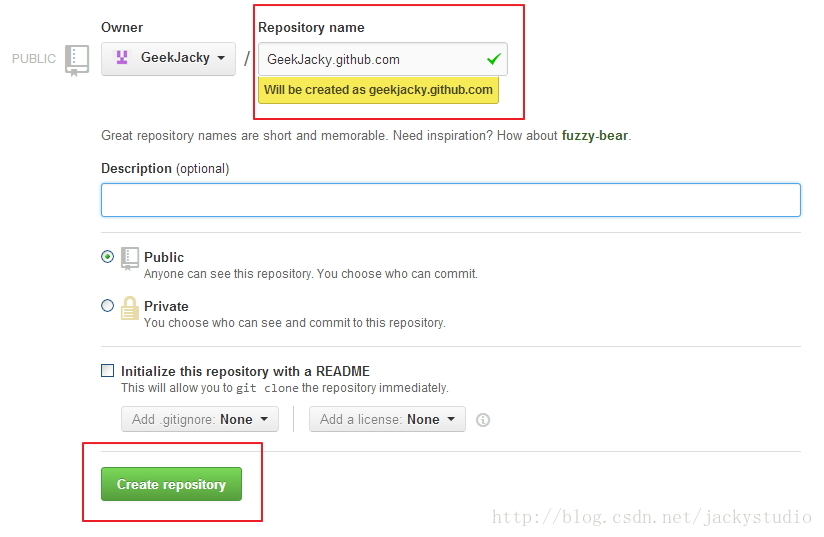 Owner
Repository name
PUBLIC
GeekJacky
/
GeekJacky.github.com
Will be created as geekjacky.github.com
Great repository names are short and memorable. Need inspiration? How about fuzzy-bear.
Description (optional)
Public
Anyone can see this repository. You choose who can commit.
Private
You choose who can see and commit to this repository.
Initialize this repository with a README
This will allow you to git clone the repository immediately.
Add .gitignore: None
Add a license: None
Create repository
http://blog.csdn.net/jackystudio